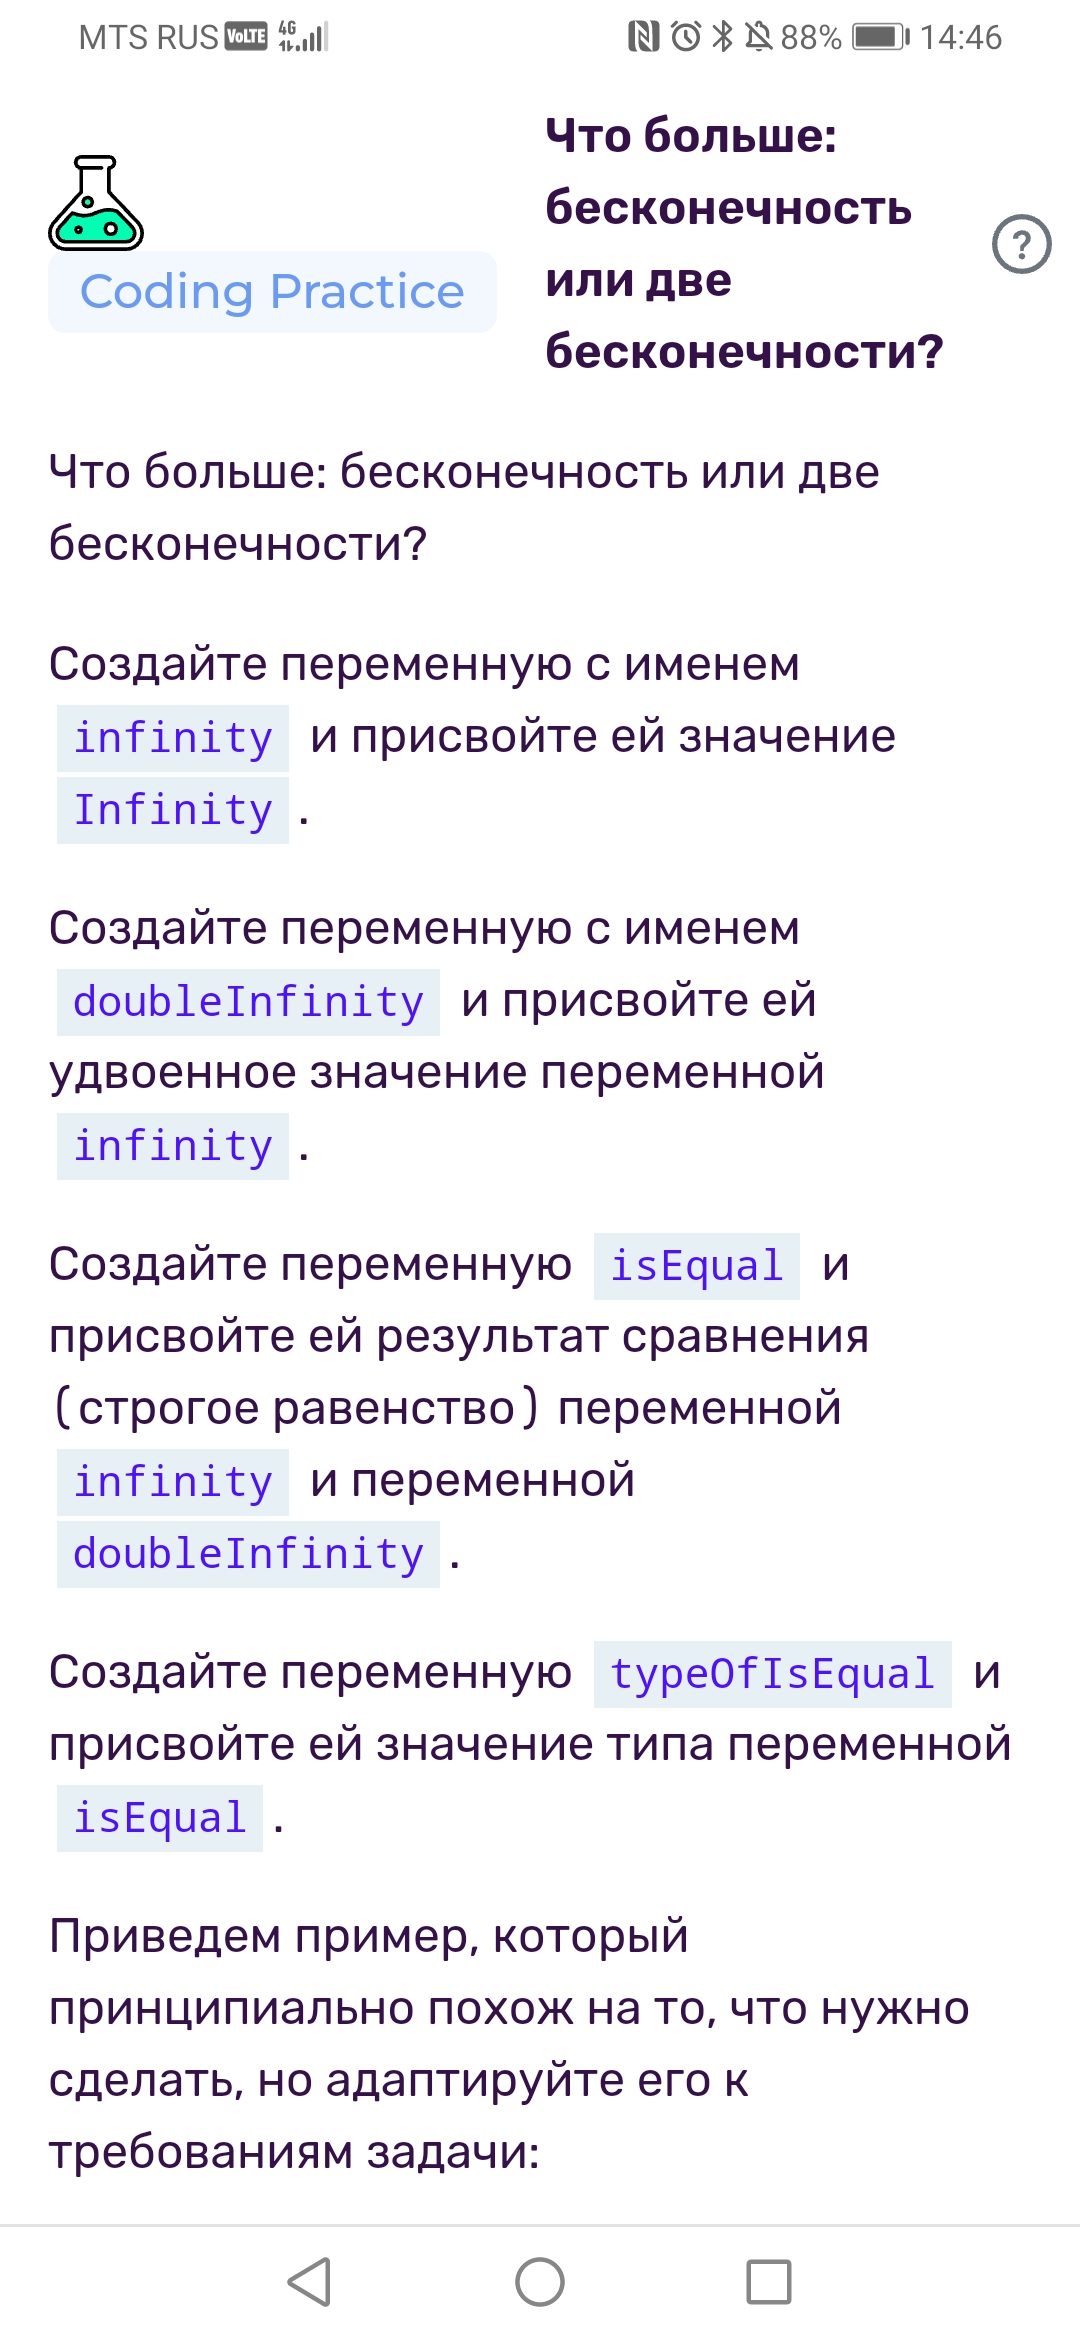 MTS RUS VoLTE 4G 88% 14:46
Coding Practice
Что больше:
бесконечность
или две
бесконечности?
?
Что больше: бесконечность или две
бесконечности?
Создайте переменную с именем
infinity и присвойте ей значение
Infinity .
Создайте переменную с именем
doubleInfinity и присвойте ей
удвоенное значение переменной
infinity .
Создайте переменную isEqual и
присвойте ей результат сравнения
(строгое равенство) переменной
infinity и переменной
doubleInfinity .
Создайте переменную typeOfIsEqual и
присвойте ей значение типа переменной
isEqual .
Приведем пример, который
принципиально похож на то, что нужно
сделать, но адаптируйте его к
требованиям задачи: